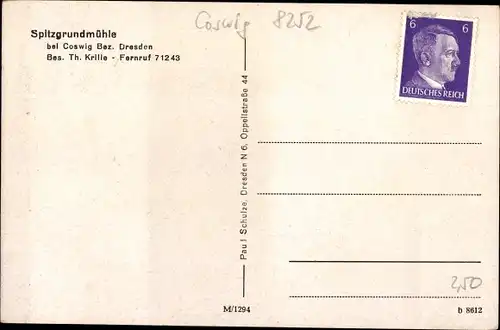 Coswig 8252
Spitzgrundmühle
bei Coswig Bez. Dresden
Bes. Th. Krille - Fernruf 71243
6 6
DEUTSCHES REICH
Paul Schulze, Dresden N 6, Oppellstraße 44
2,50
M/1294
b 8612